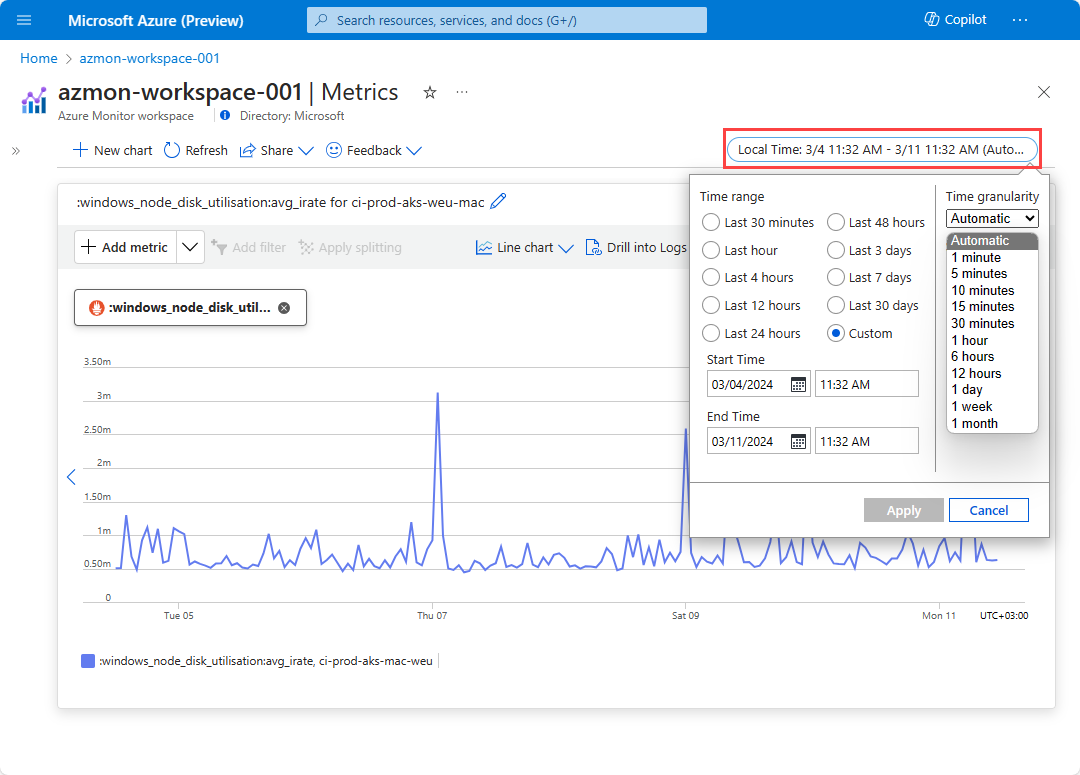 Microsoft Azure (Preview)
Search resources, services, and docs (G+/)
Copilot
Home > azmon-workspace-001
azmon-workspace-001 | Metrics
Azure Monitor workspace
Directory: Microsoft
New chart
Refresh
Share
Feedback
Local Time: 3/4 11:32 AM - 3/11 11:32 AM (Auto...
:windows_node_disk_utilisation:avg_irate for ci-prod-aks-weu-mac
Add metric
Add filter
Apply splitting
Line chart
Drill into Logs
:windows_node_disk_util...
Time range
Last 30 minutes
Last 48 hours
Last hour
Last 3 days
Last 4 hours
Last 7 days
Last 12 hours
Last 30 days
Last 24 hours
Custom
Start Time
03/04/2024
11:32 AM
End Time
03/11/2024
11:32 AM
Time granularity
Automatic
Automatic
1 minute
5 minutes
10 minutes
15 minutes
30 minutes
1 hour
6 hours
12 hours
1 day
1 week
1 month
Apply
Cancel
3.50m
3m
2.50m
2m
1.50m
1m
0.50m
0
Tue 05
Thu 07
Sat 09
Mon 11
UTC+03:00
:windows_node_disk_utilisation:avg_irate, ci-prod-aks-mac-weu